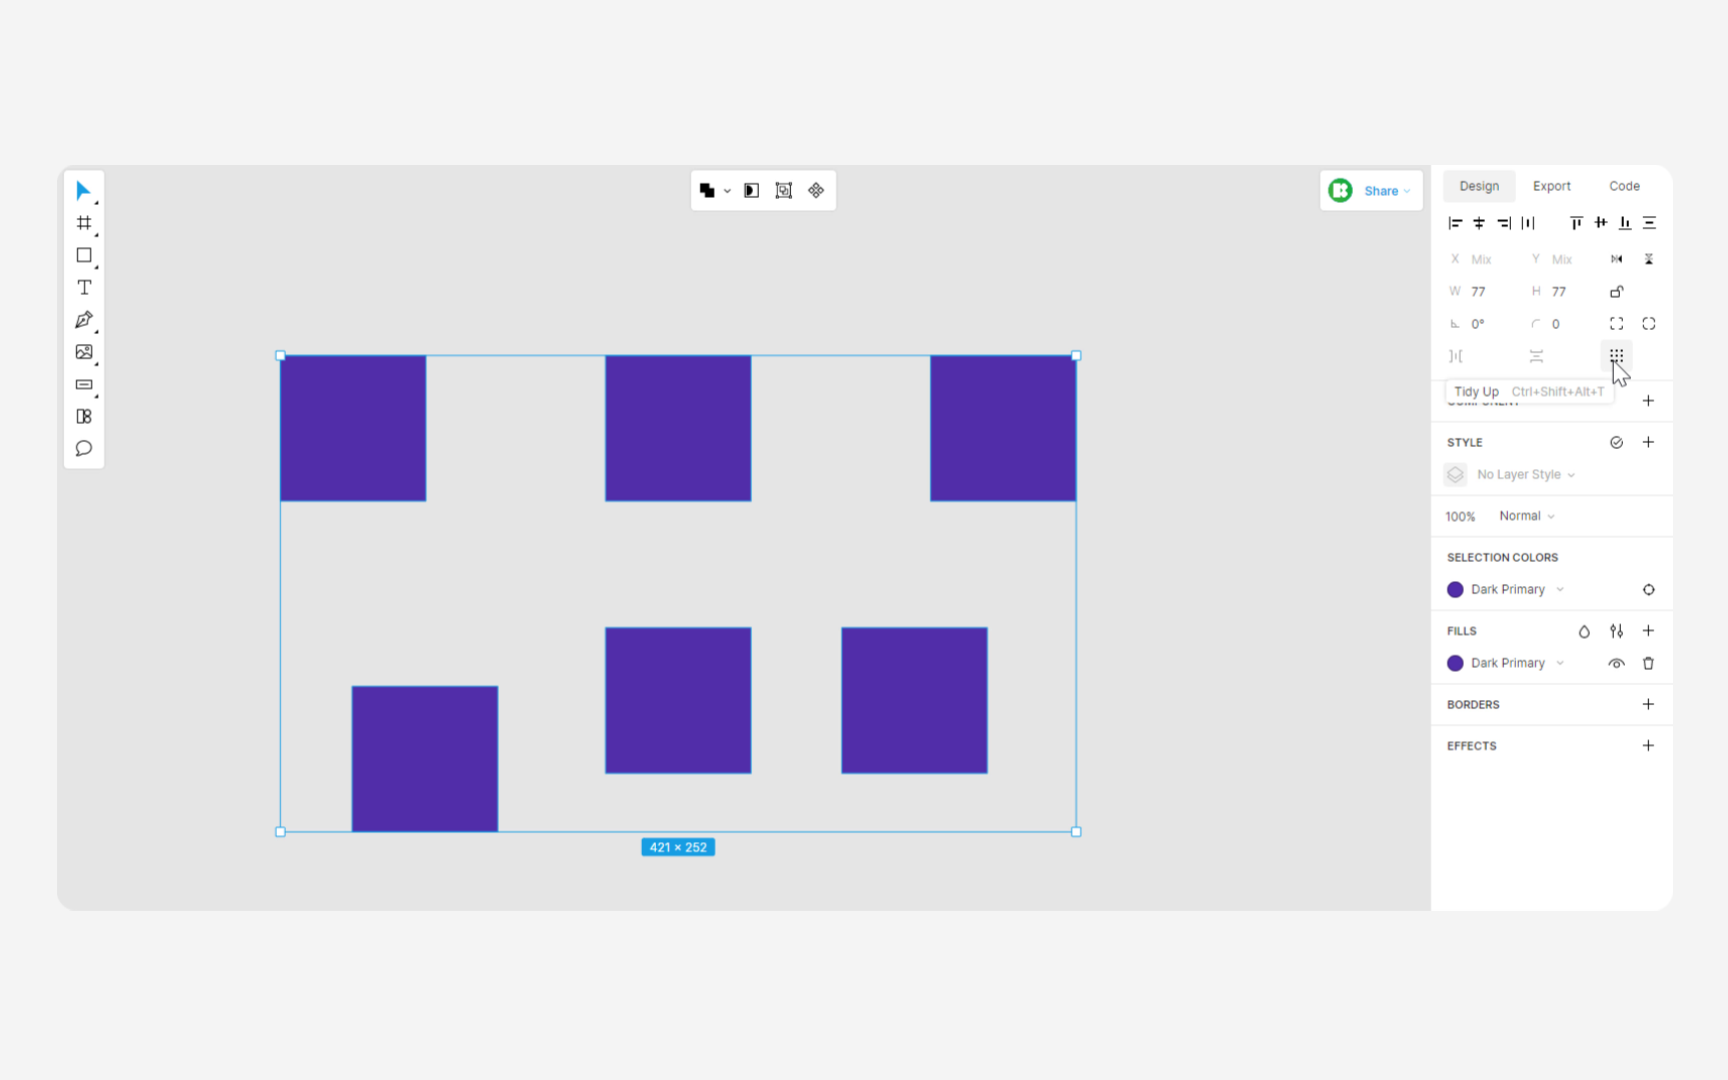 Share
Design Export Code
X Mix Y Mix
W 77 H 77
0° 0
Tidy Up Ctrl+Shift+Alt+T
STYLE
No Layer Style
100% Normal
SELECTION COLORS
Dark Primary
FILLS
Dark Primary
BORDERS
EFFECTS
421 × 252